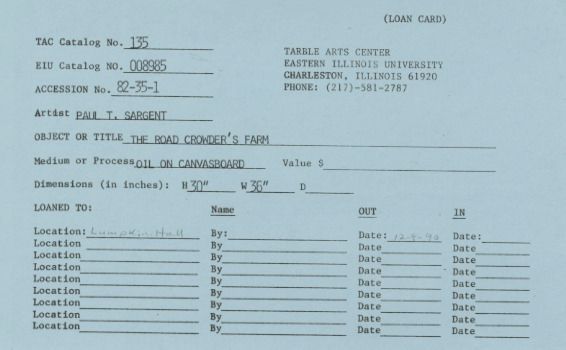 (LOAN CARD)
TAC Catalog No. 135
TARBLE ARTS CENTER
EIU Catalog NO. 008985
EASTERN ILLINOIS UNIVERSITY
CHARLESTON, ILLINOIS 61920
ACCESSION No. 82-35-1
PHONE: (217)-581-2787
Artist PAUL T. SARGENT
OBJECT OR TITLE THE ROAD CROWDER'S FARM
Medium or Process OIL ON CANVASBOARD Value $
Dimensions (in inches): H 30" W 36" D
LOANED TO: Name OUT IN
Location: Lumpkin Hall By: Date: 12-9-90 Date:
Location By Date Date
Location By Date Date
Location By Date Date
Location By Date Date
Location By Date Date
Location By Date Date
Location By Date Date
Location By Date Date